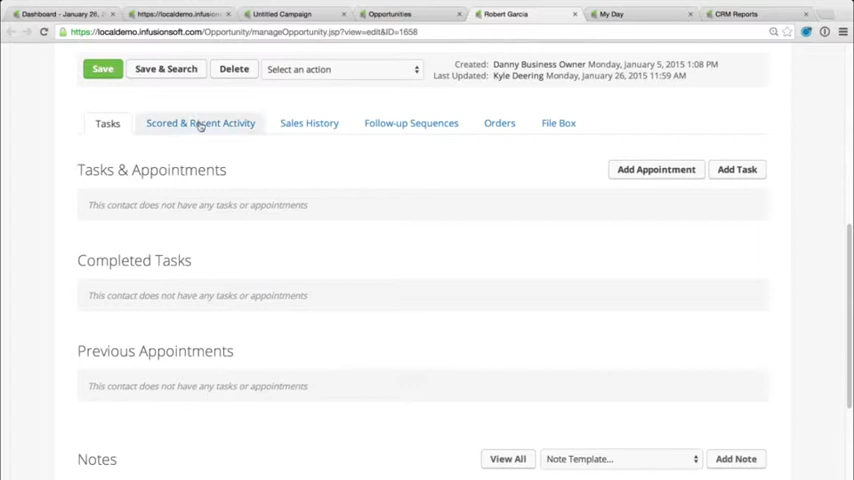 Dashboard - January 26, 2 https://localdemo.infusions Untitled Campaign Opportunities Robert Garcia My Day CRM Reports
https://localdemo.infusionsoft.com/Opportunity/manageOpportunity.jsp?view=edit&ID=1658
Save Save & Search Delete Select an action
Created: Danny Business Owner Monday, January 5, 2015 1:08 PM
Last Updated: Kyle Deering Monday, January 26, 2015 11:59 AM
Tasks Scored & Recent Activity Sales History Follow-up Sequences Orders File Box
Tasks & Appointments Add Appointment Add Task
This contact does not have any tasks or appointments
Completed Tasks
This contact does not have any tasks or appointments
Previous Appointments
This contact does not have any tasks or appointments
Notes View All Note Template... Add Note